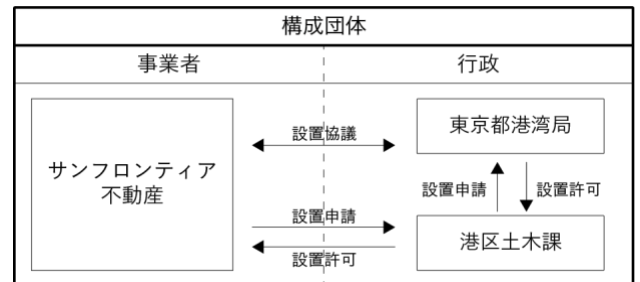 構成団体
事業者
行政
サンフロンティア
不動産
設置協議
東京都港湾局
設置申請
設置許可
設置申請
設置許可
港区土木課